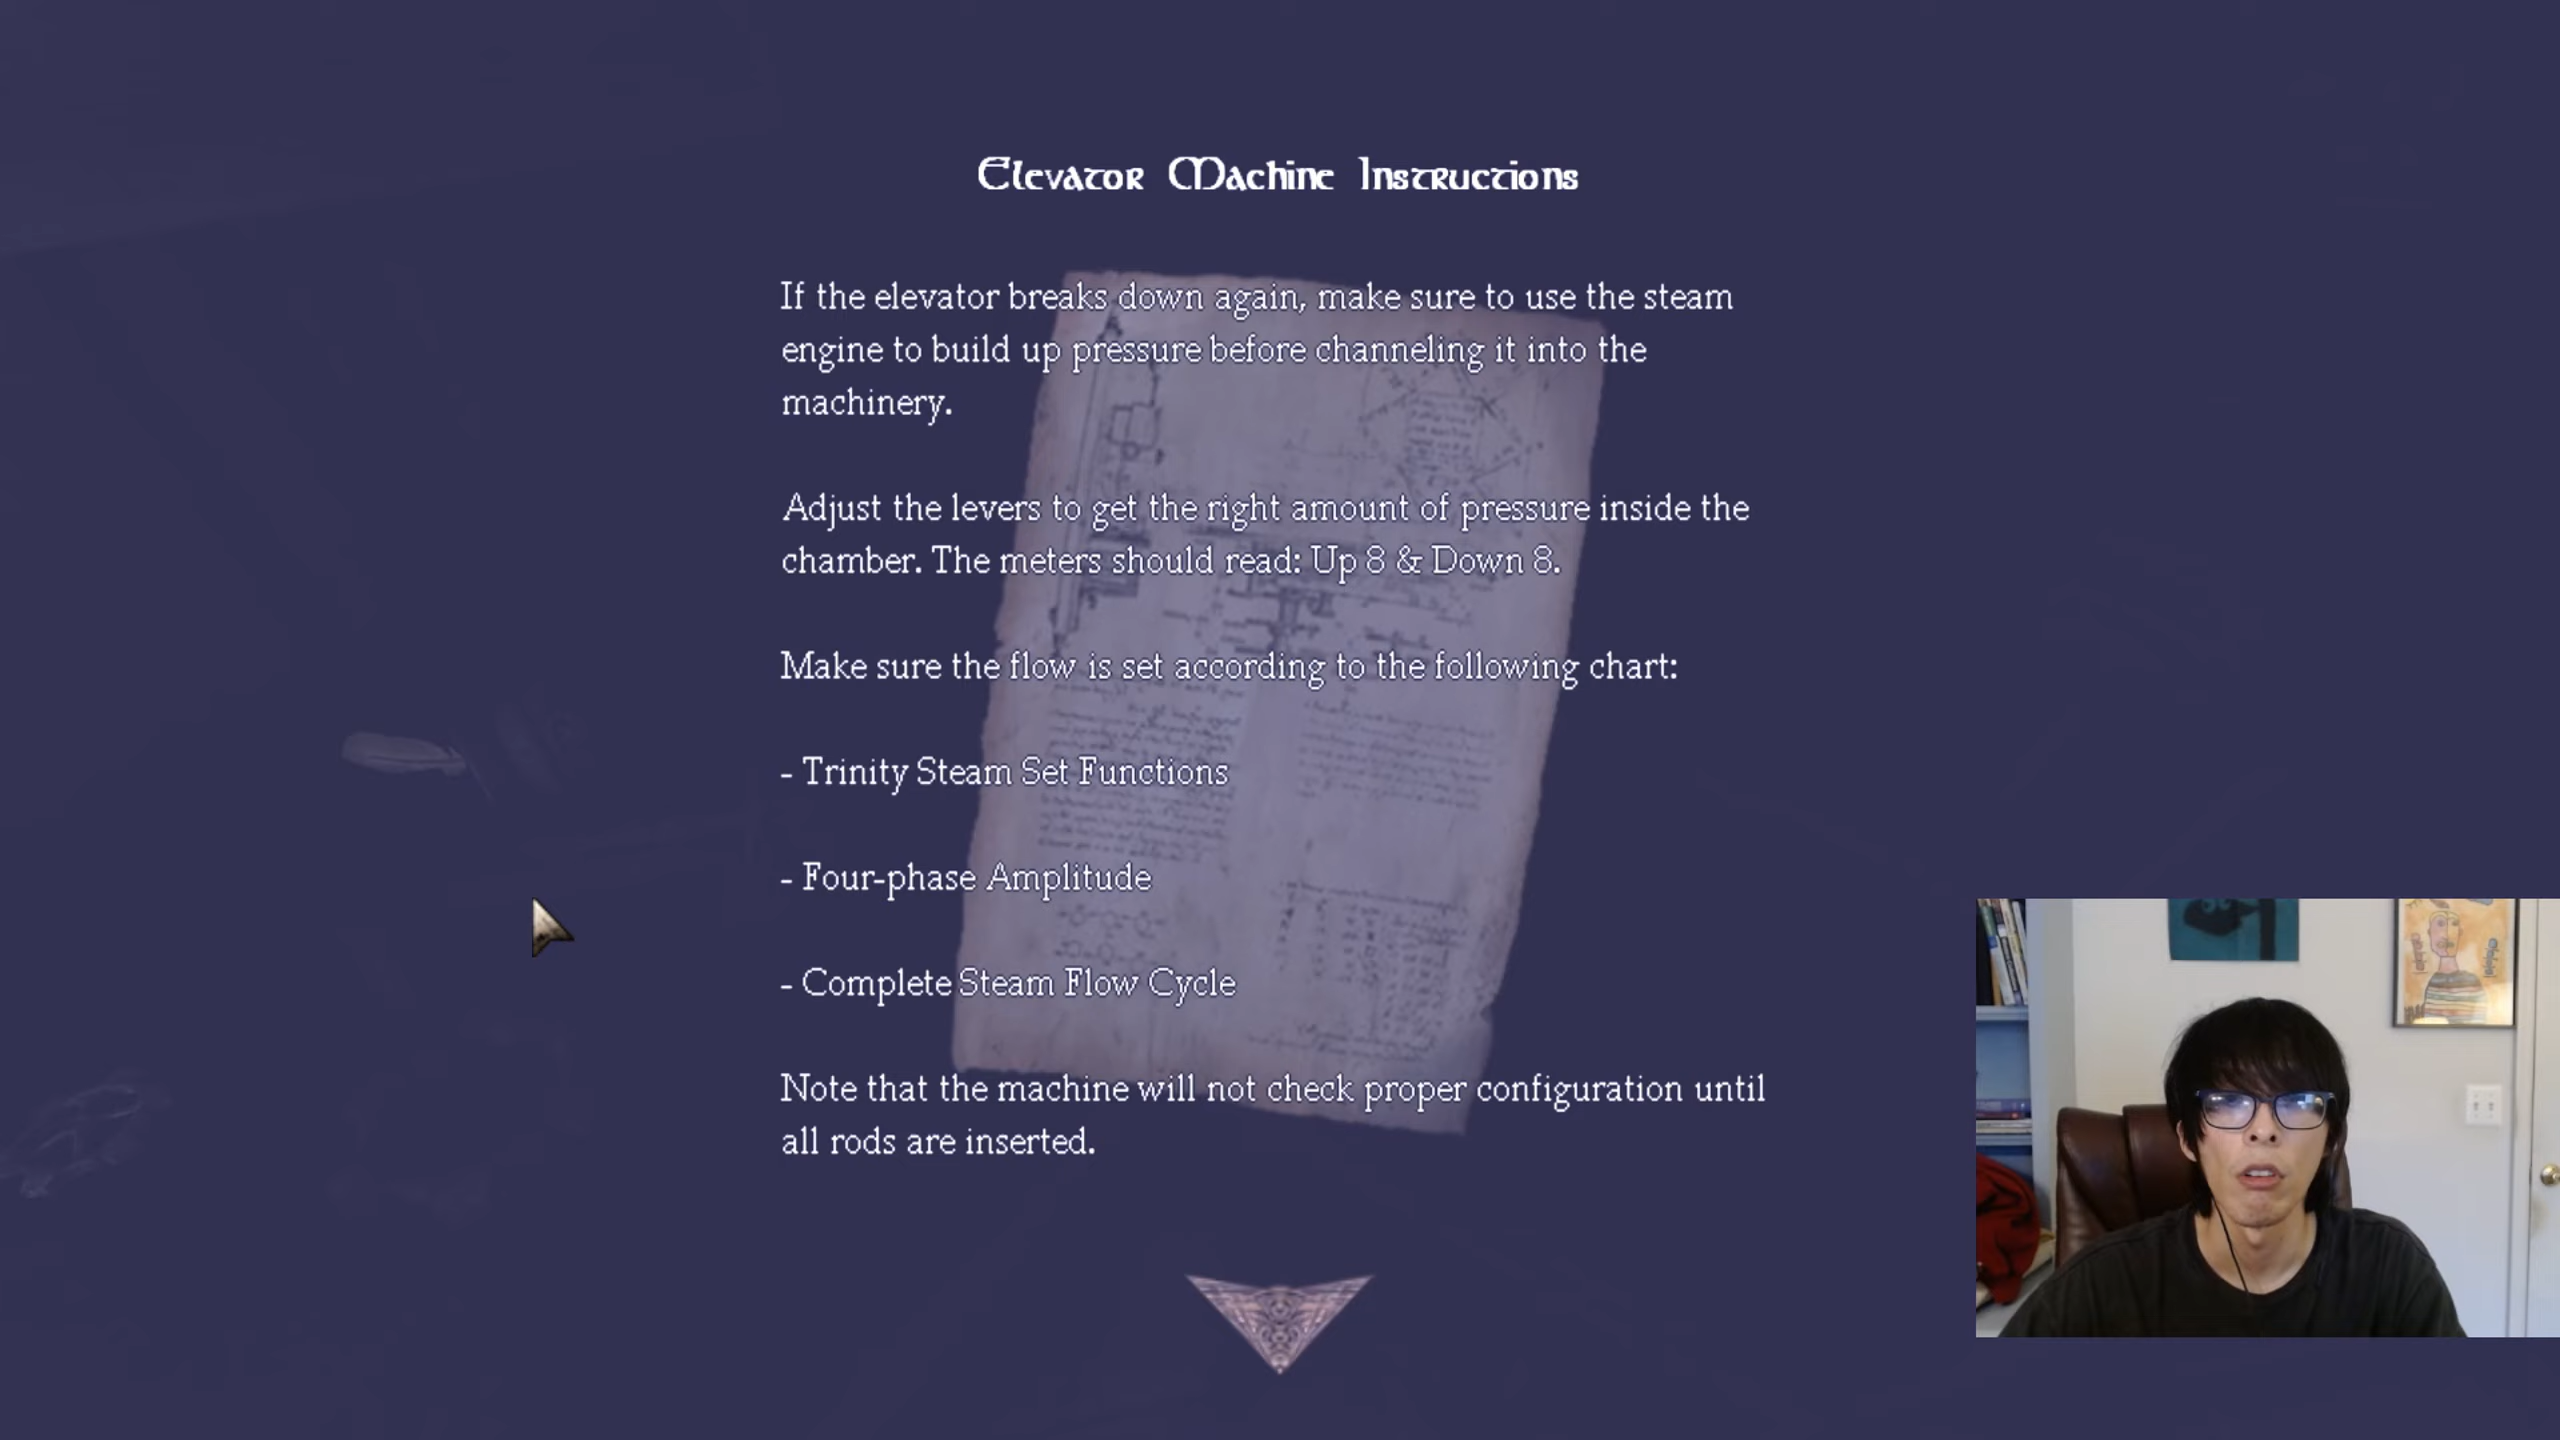 Elevator Machine Instructions
If the elevator breaks down again, make sure to use the steam
engine to build up pressure before channeling it into the
machinery.
Adjust the levers to get the right amount of pressure inside the
chamber. The meters should read: Up 8 & Down 8.
Make sure the flow is set according to the following chart:
- Trinity Steam Set Functions
- Four-phase Amplitude
- Complete Steam Flow Cycle
Note that the machine will not check proper configuration until
all rods are inserted.